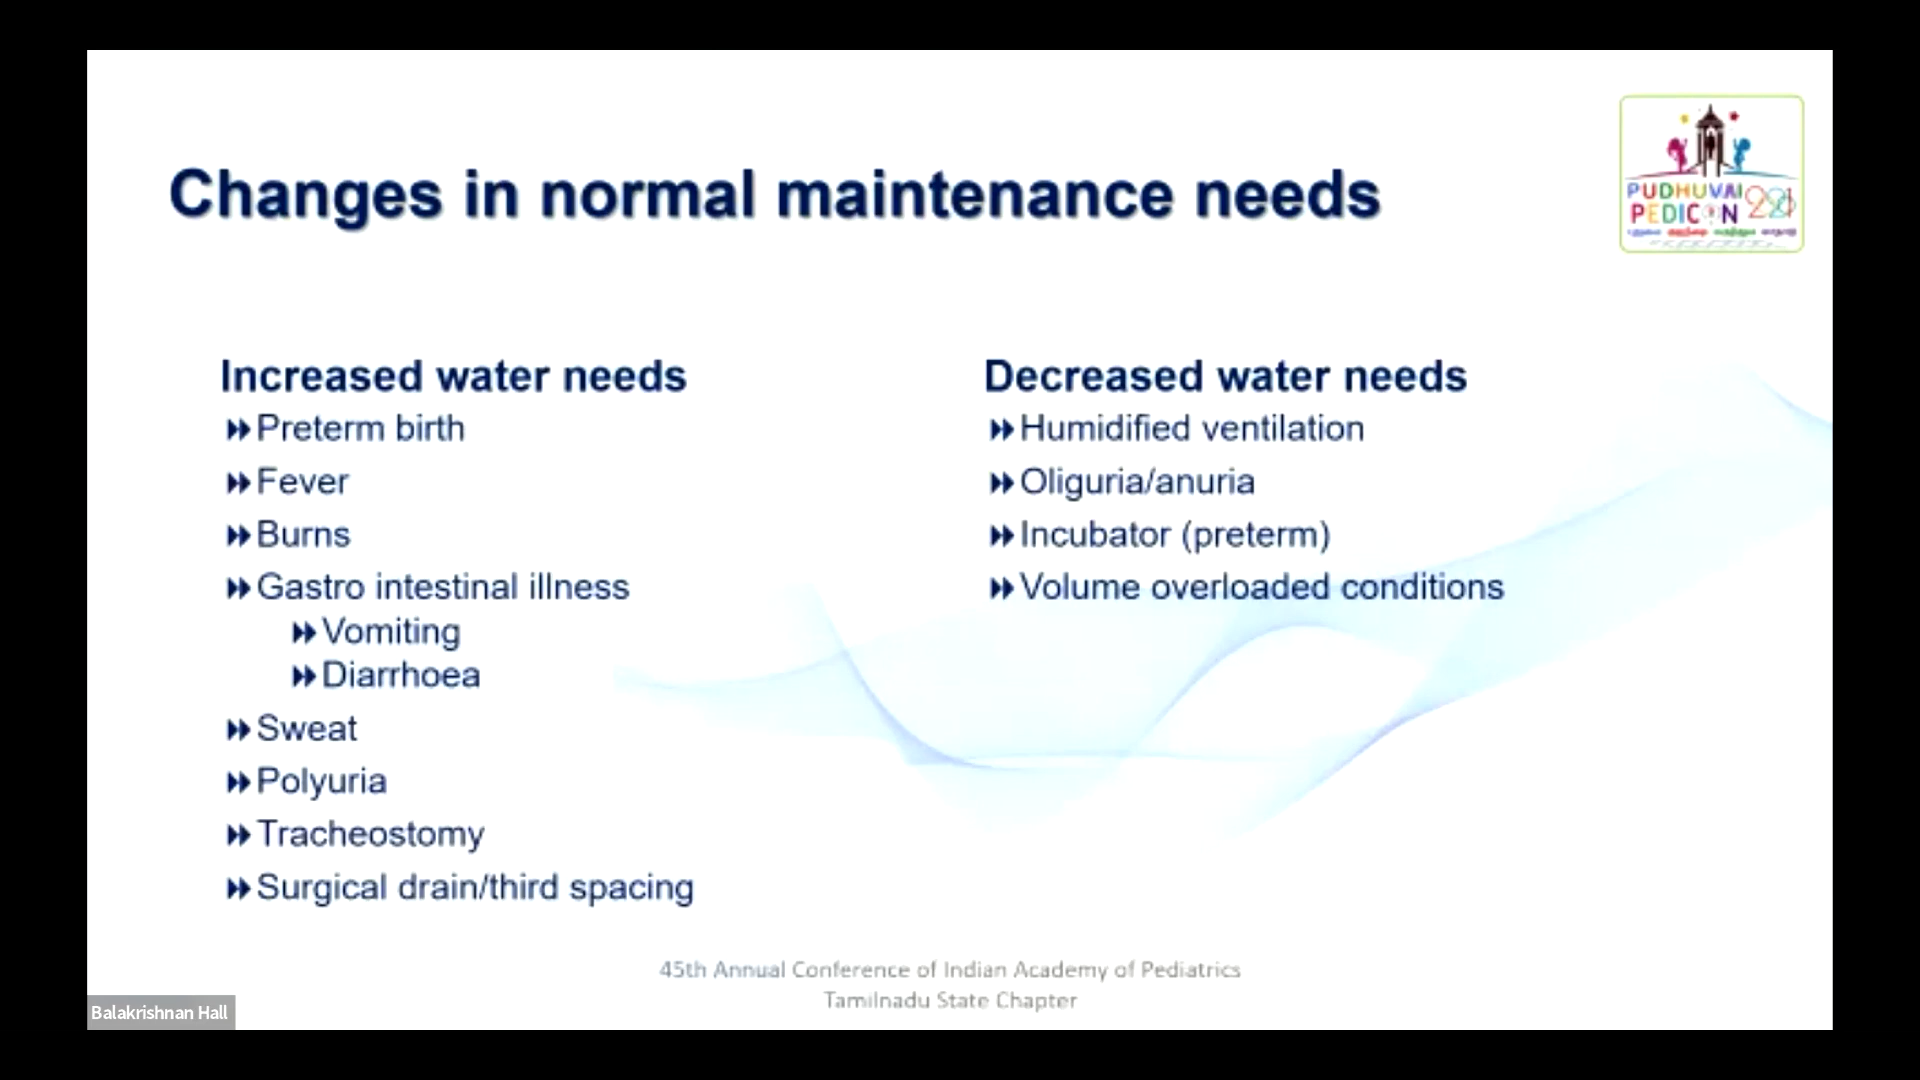 Changes in normal maintenance needs
PUDHUVAI
PEDICON
Increased water needs
Preterm birth
Fever
Burns
Gastro intestinal illness
Vomiting
Diarrhoea
Sweat
Polyuria
Tracheostomy
Surgical drain/third spacing
Decreased water needs
Humidified ventilation
Oliguria/anuria
Incubator (preterm)
Volume overloaded conditions
45th Annual Conference of Indian Academy of Pediatrics
Tamilnadu State Chapter
Balakrishnan Hall